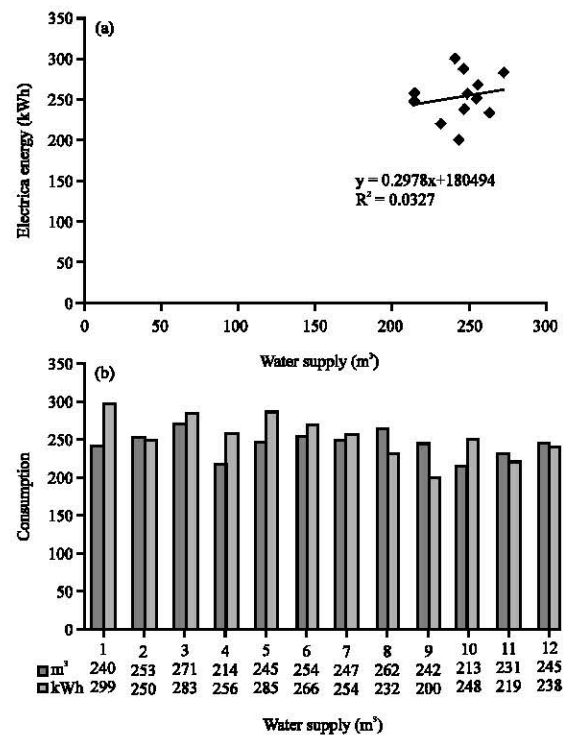 (a)
Electrica energy (kWh)
350
300
250
200
150
100
50
0
y = 0.2978x+180494
R² = 0.0327
0 50 100 150 200 250 300
Water supply (m³)
(b)
Consumption
350
300
250
200
150
100
50
0
1 2 3 4 5 6 7 8 9 10 11 12
m³ 240 253 271 214 245 254 247 262 242 213 231 245
kWh 299 250 283 256 285 266 254 232 200 248 219 238
Water supply (m³)